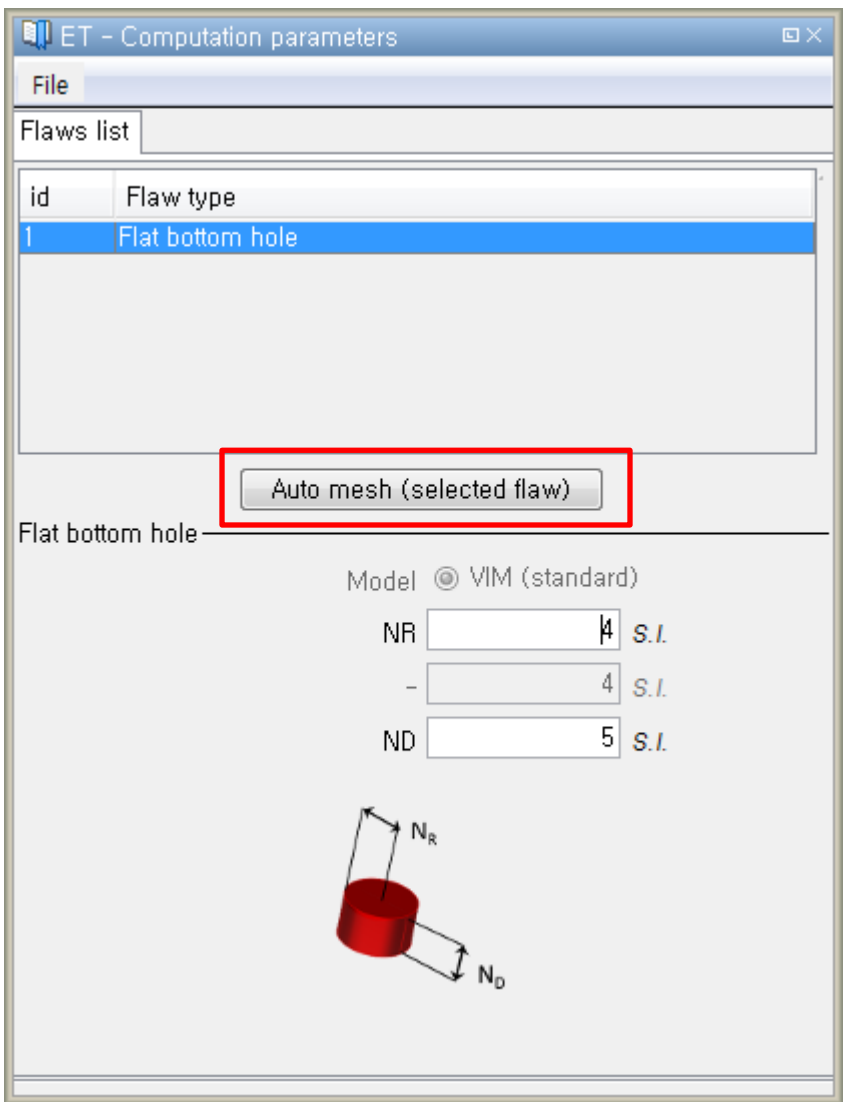 ET - Computation parameters
File
Flaws list
id Flaw type
1 Flat bottom hole
Auto mesh (selected flaw)
Flat bottom hole
Model VIM (standard)
NR 4 S.I.
- 4 S.I.
ND 5 S.I.
NR
ND